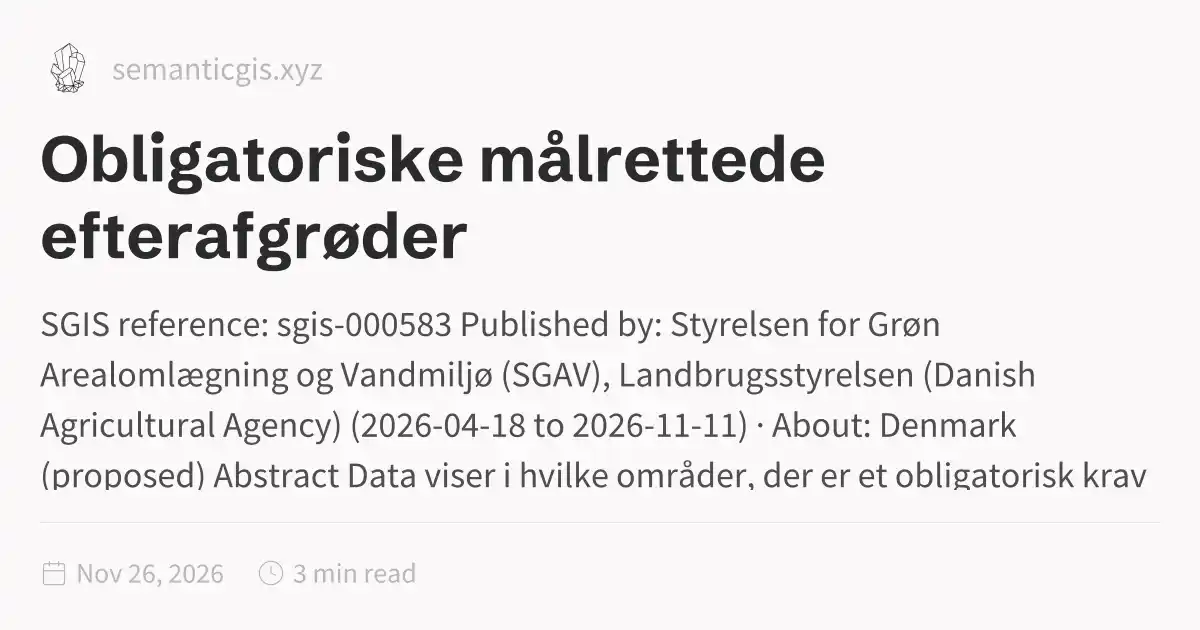 semanticgis.xyz
Obligatoriske målrettede
efterafgrøder
SGIS reference: sgis-000583 Published by: Styrelsen for Grøn
Arealomlægning og Vandmiljø (SGAV), Landbrugsstyrelsen (Danish
Agricultural Agency) (2026-04-18 to 2026-11-11) · About: Denmark
(proposed) Abstract Data viser i hvilke områder, der er et obligatorisk krav
Nov 26, 2026
3 min read